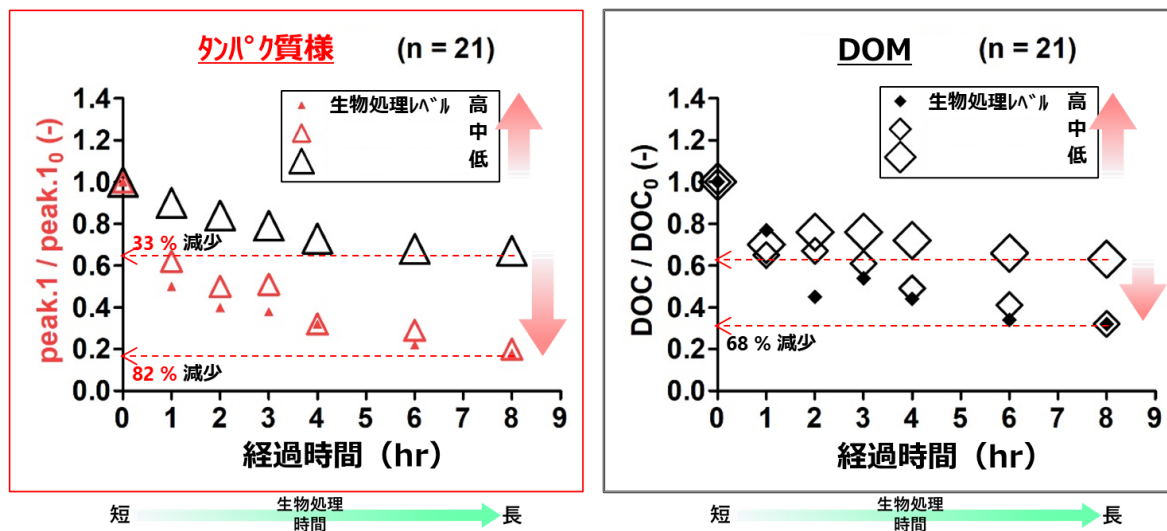 タンパク質様 (n = 21)
1.4
1.2
1.0
0.8
0.6
0.4
0.2
0.0
peak.1 / peak.1₀ (-)
生物処理レベル 高
中
低
33 % 減少
82 % 減少
0 1 2 3 4 5 6 7 8 9
経過時間（hr）
短 生物処理 長
時間
DOM (n = 21)
1.4
1.2
1.0
0.8
0.6
0.4
0.2
0.0
DOC / DOC₀ (-)
生物処理レベル 高
中
低
68 % 減少
0 1 2 3 4 5 6 7 8 9
経過時間（hr）
短 生物処理 長
時間